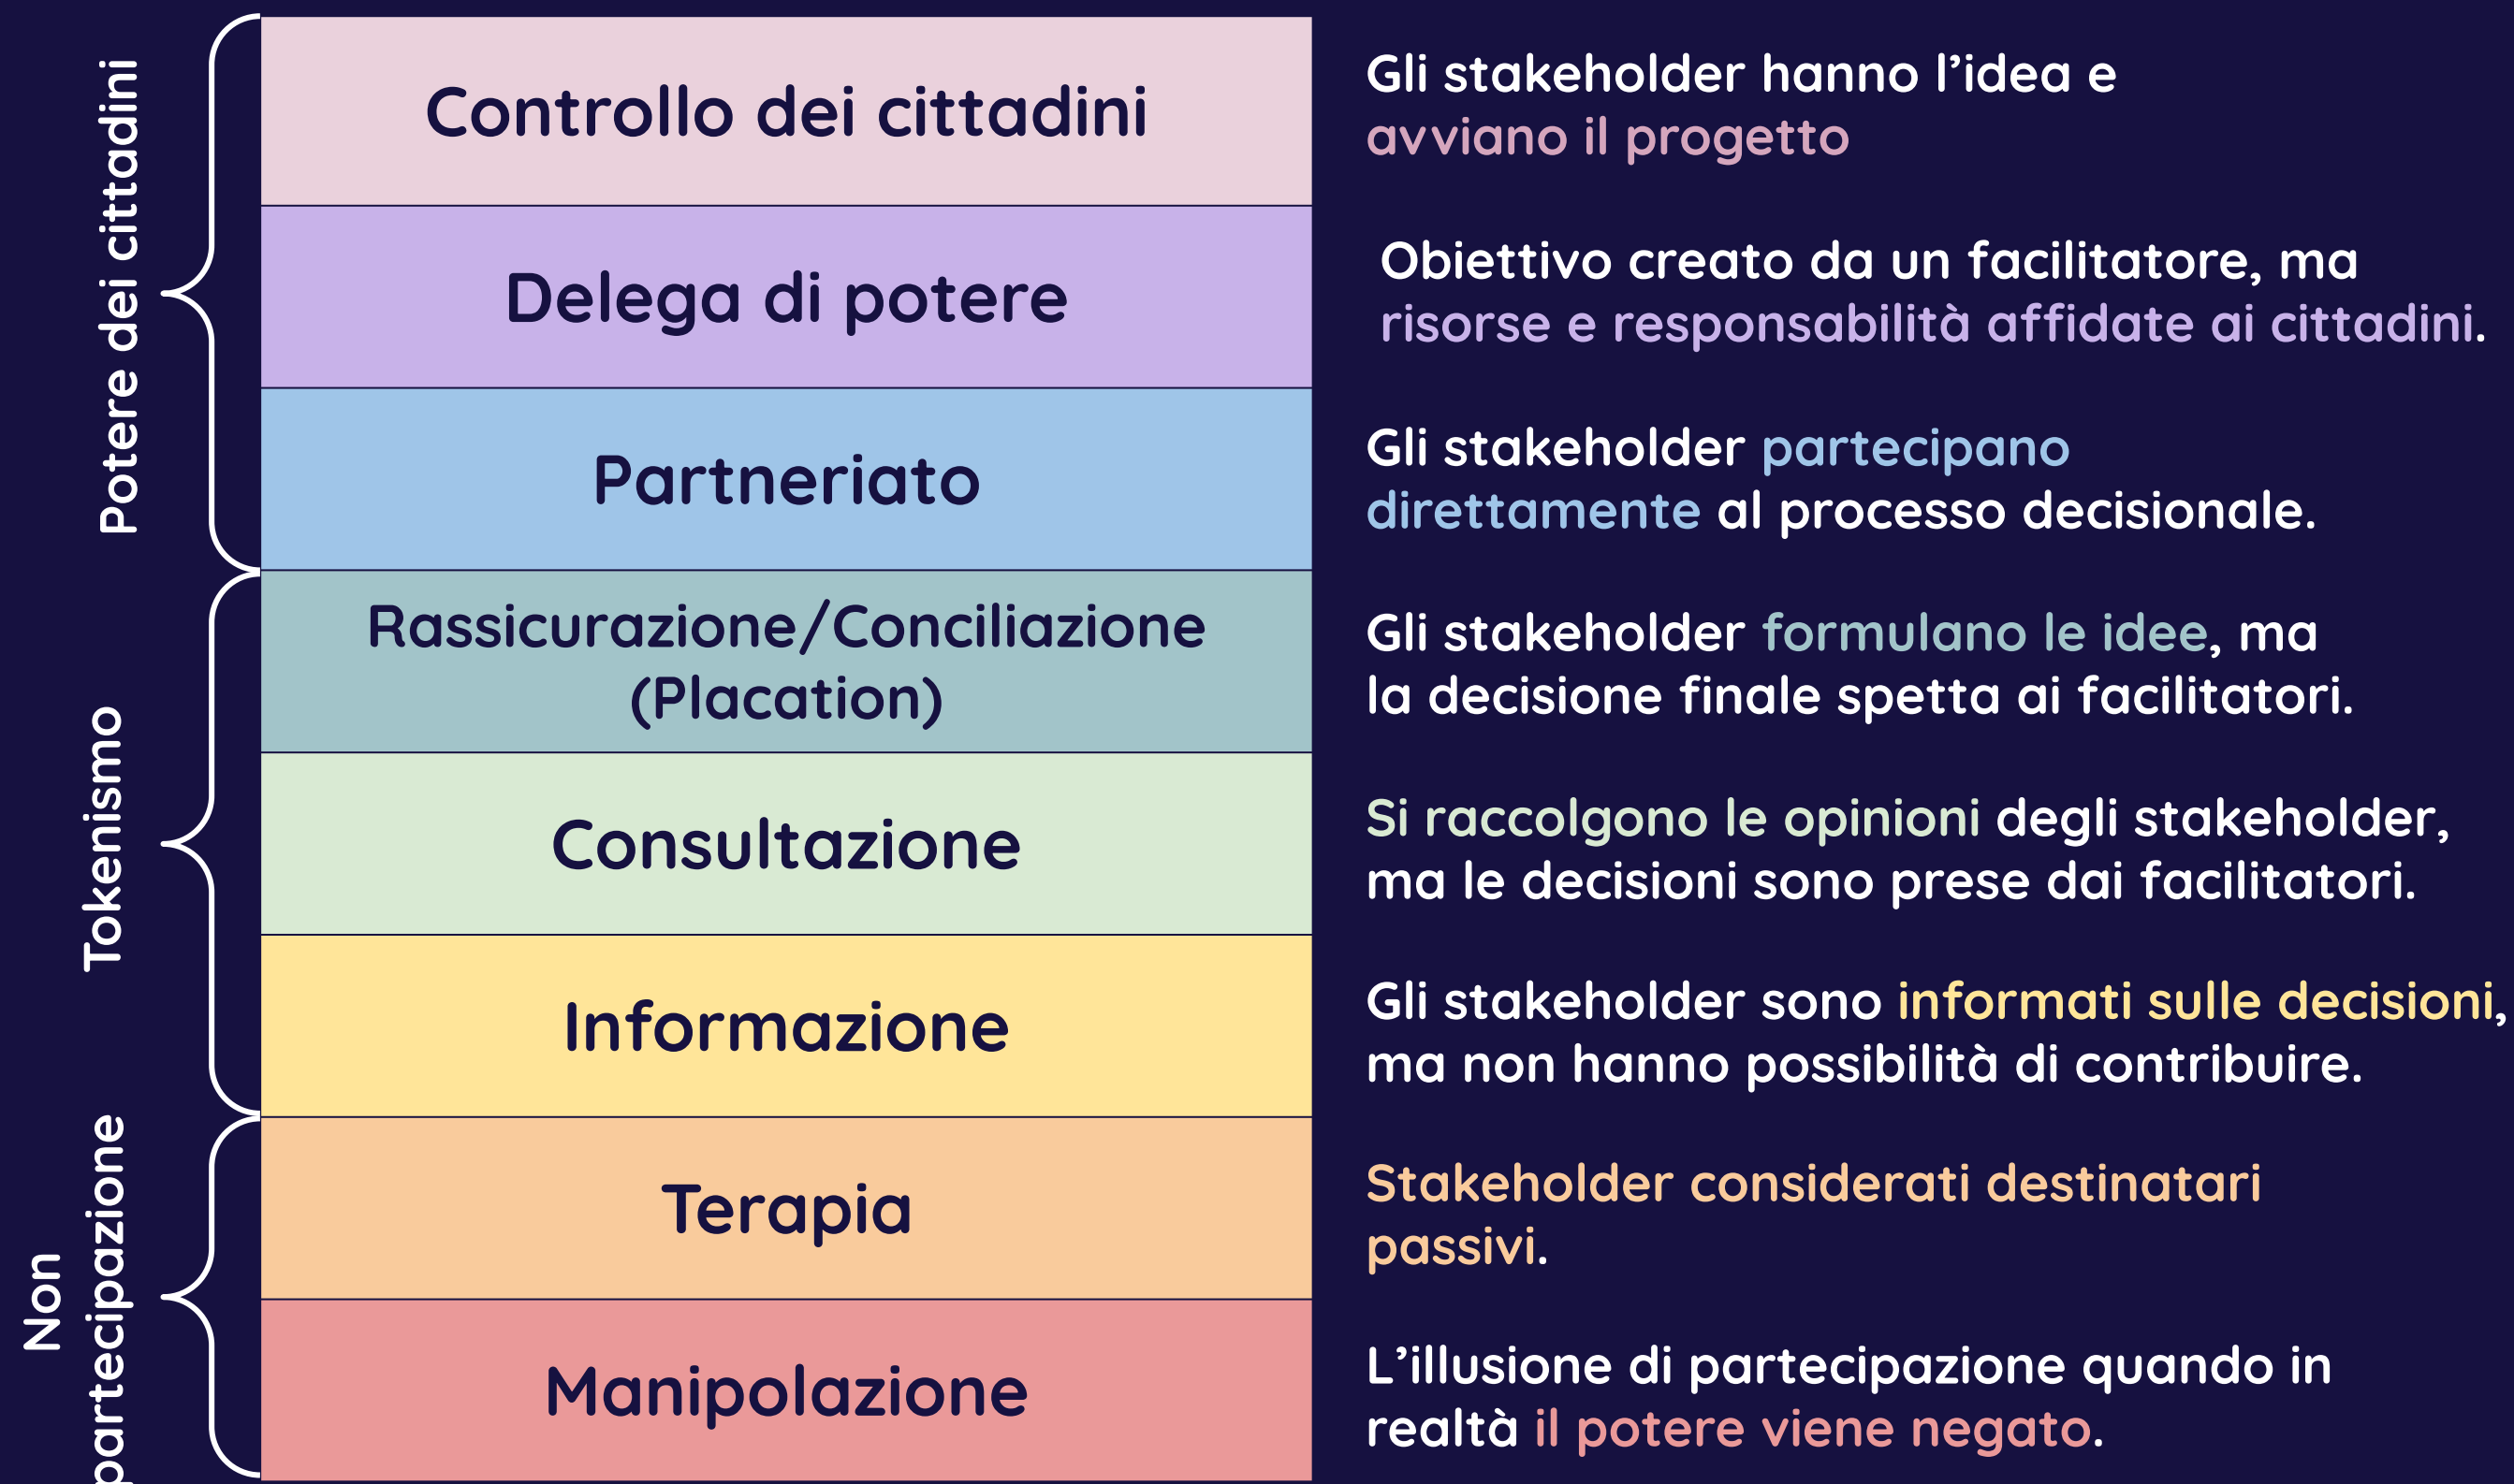 Potere dei cittadini
Controllo dei cittadini
Gli stakeholder hanno l’idea e
avviano il progetto
Delega di potere
Obiettivo creato da un facilitatore, ma
risorse e responsabilità affidate ai cittadini.
Partneriato
Gli stakeholder partecipano
direttamente al processo decisionale.
Tokenismo
Rassicurazione/Conciliazione
(Placation)
Gli stakeholder formulano le idee, ma
la decisione finale spetta ai facilitatori.
Consultazione
Si raccolgono le opinioni degli stakeholder,
ma le decisioni sono prese dai facilitatori.
Informazione
Gli stakeholder sono informati sulle decisioni,
ma non hanno possibilità di contribuire.
Non
partecipazione
Terapia
Stakeholder considerati destinatari
passivi.
Manipolazione
L’illusione di partecipazione quando in
realtà il potere viene negato.